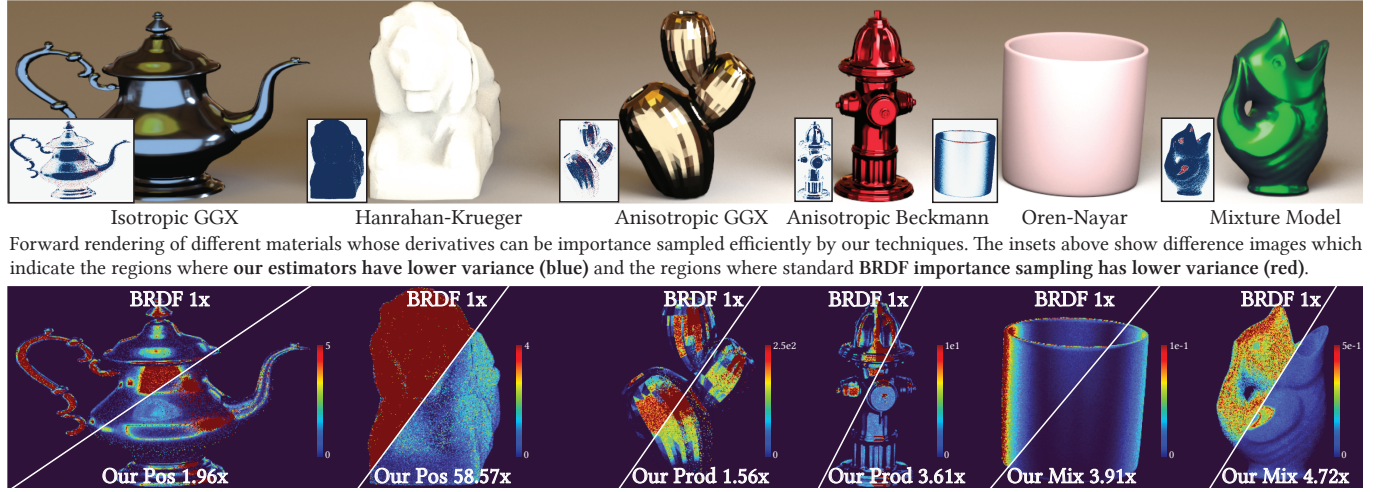 Isotropic GGX Hanrahan-Krueger Anisotropic GGX Anisotropic Beckmann Oren-Nayar Mixture Model
Forward rendering of different materials whose derivatives can be importance sampled efficiently by our techniques. The insets above show difference images which
indicate the regions where our estimators have lower variance (blue) and the regions where standard BRDF importance sampling has lower variance (red).
BRDF 1x BRDF 1x BRDF 1x BRDF 1x BRDF 1x BRDF 1x
5 4 2.5e2 1e1 1e-1 5e-1
0 0 0 0 0 0
Our Pos 1.96x Our Pos 58.57x Our Prod 1.56x Our Prod 3.61x Our Mix 3.91x Our Mix 4.72x